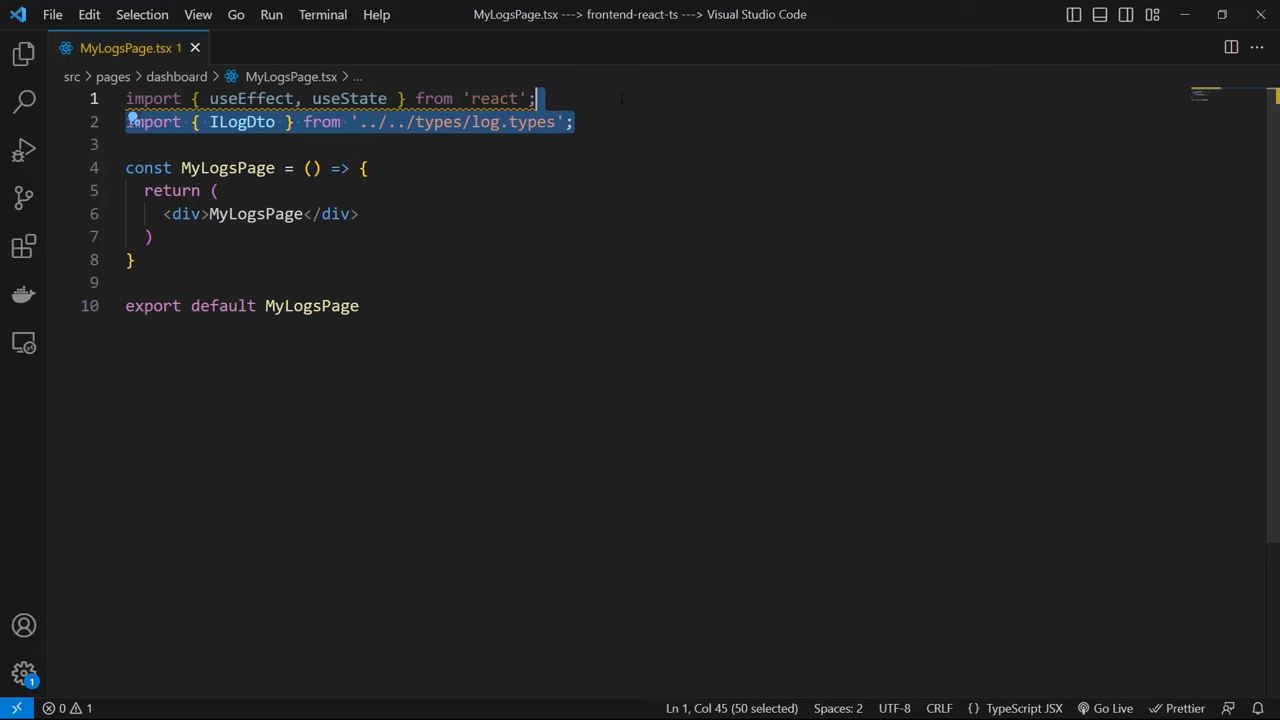 File Edit Selection View Go Run Terminal Help MyLogsPage.tsx ---> frontend-react-ts ---> Visual Studio Code
MyLogsPage.tsx 1
src > pages > dashboard > MyLogsPage.tsx > ...
1 import { useEffect, useState } from 'react';
2 import { ILogDto } from '../../types/log.types';
3
4 const MyLogsPage = () => {
5 return (
6 <div>MyLogsPage</div>
7 )
8 }
9
10 export default MyLogsPage
1
0 1 Ln 1, Col 45 (50 selected) Spaces: 2 UTF-8 CRLF {} TypeScript JSX Go Live Prettier